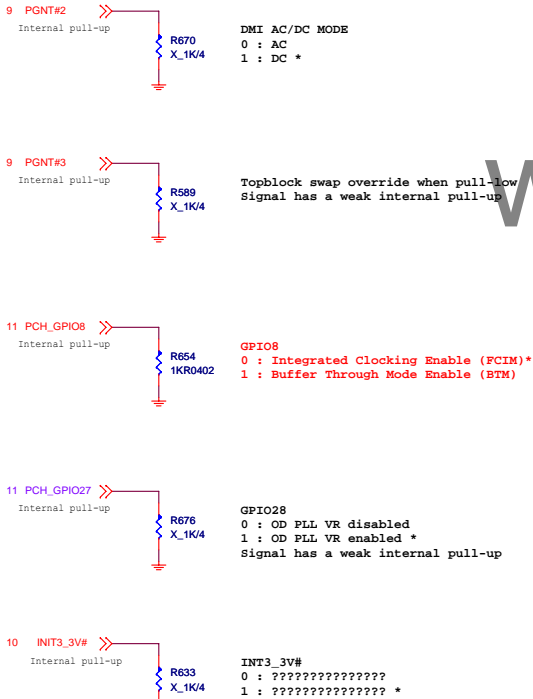 9 PGNT#2
Internal pull-up
R670
X_1K/4
DMI AC/DC MODE
0 : AC
1 : DC *
9 PGNT#3
Internal pull-up
R589
X_1K/4
Topblock swap override when pull-low
Signal has a weak internal pull-up
W
11 PCH_GPIO8
Internal pull-up
R654
1KR0402
GPIO8
0 : Integrated Clocking Enable (FCIM)*
1 : Buffer Through Mode Enable (BTM)
11 PCH_GPIO27
Internal pull-up
R676
X_1K/4
GPIO28
0 : OD PLL VR disabled
1 : OD PLL VR enabled *
Signal has a weak internal pull-up
10 INIT3_3V#
Internal pull-up
R633
X_1K/4
INT3_3V#
0 : ???????????????
1 : ??????????????? *